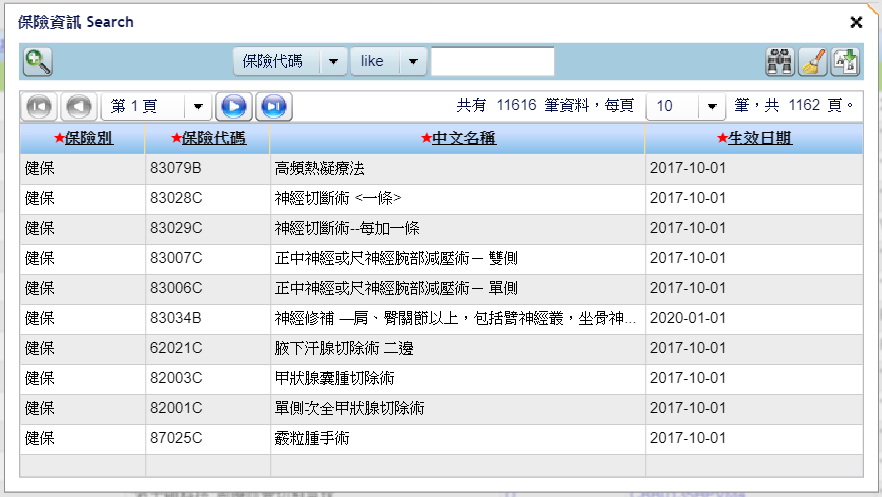 保險資訊 Search
保險代碼 like
第 1 頁 共有 11616 筆資料，每頁 10 筆，共 1162 頁。
★保險別 ★保險代碼 ★中文名稱 ★生效日期
健保 83079B 高頻熱凝療法 2017-10-01
健保 83028C 神經切斷術 <一條> 2017-10-01
健保 83029C 神經切斷術--每加一條 2017-10-01
健保 83007C 正中神經或尺神經腕部減壓術－ 雙側 2017-10-01
健保 83006C 正中神經或尺神經腕部減壓術－ 單側 2017-10-01
健保 83034B 神經修補 —肩、臀關節以上，包括臂神經叢，坐骨神... 2020-01-01
健保 62021C 腋下汗腺切除術 二邊 2017-10-01
健保 82003C 甲狀腺囊腫切除術 2017-10-01
健保 82001C 單側次全甲狀腺切除術 2017-10-01
健保 87025C 霰粒腫手術 2017-10-01